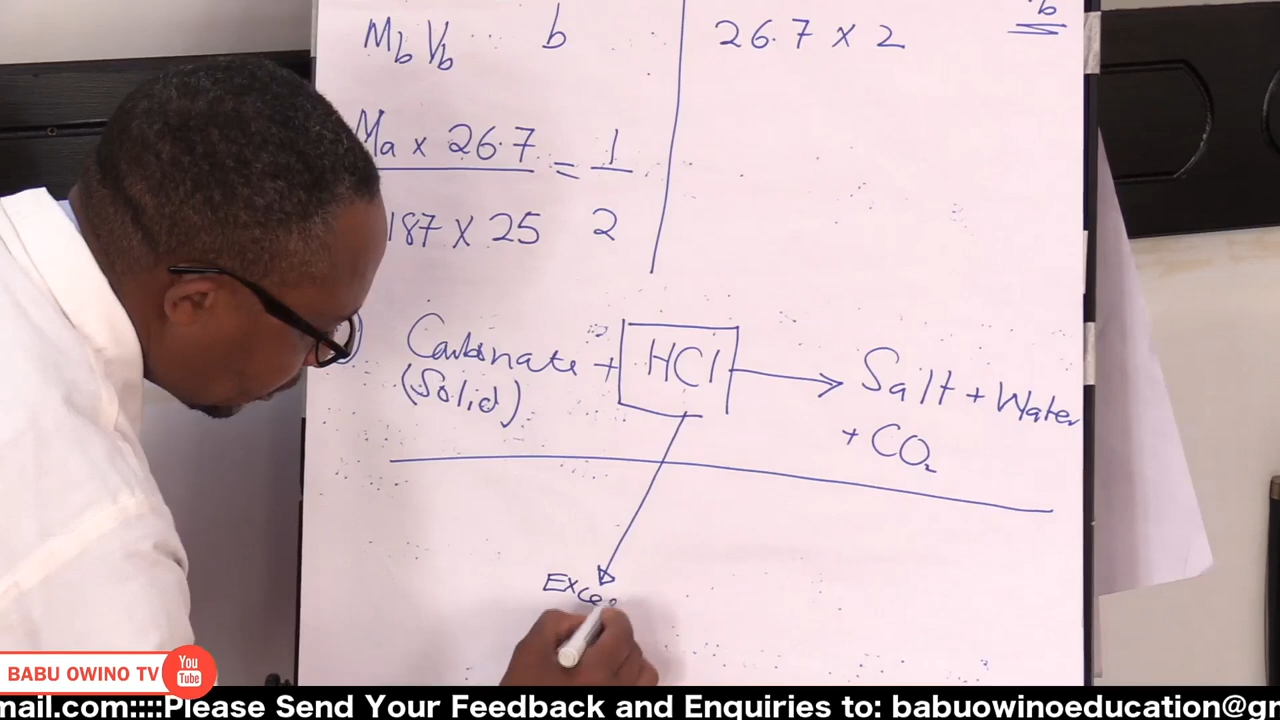 b
MbVb b
26.7 x 2
Ma x 26.7 = 1
187 x 25 2
Carbonate + HCl → Salt + Water
(Solid)
+ CO2
BABU OWINO TV
You
Tube
mail.com::::Please Send Your Feedback and Enquiries to: babuowinoeducation@gr